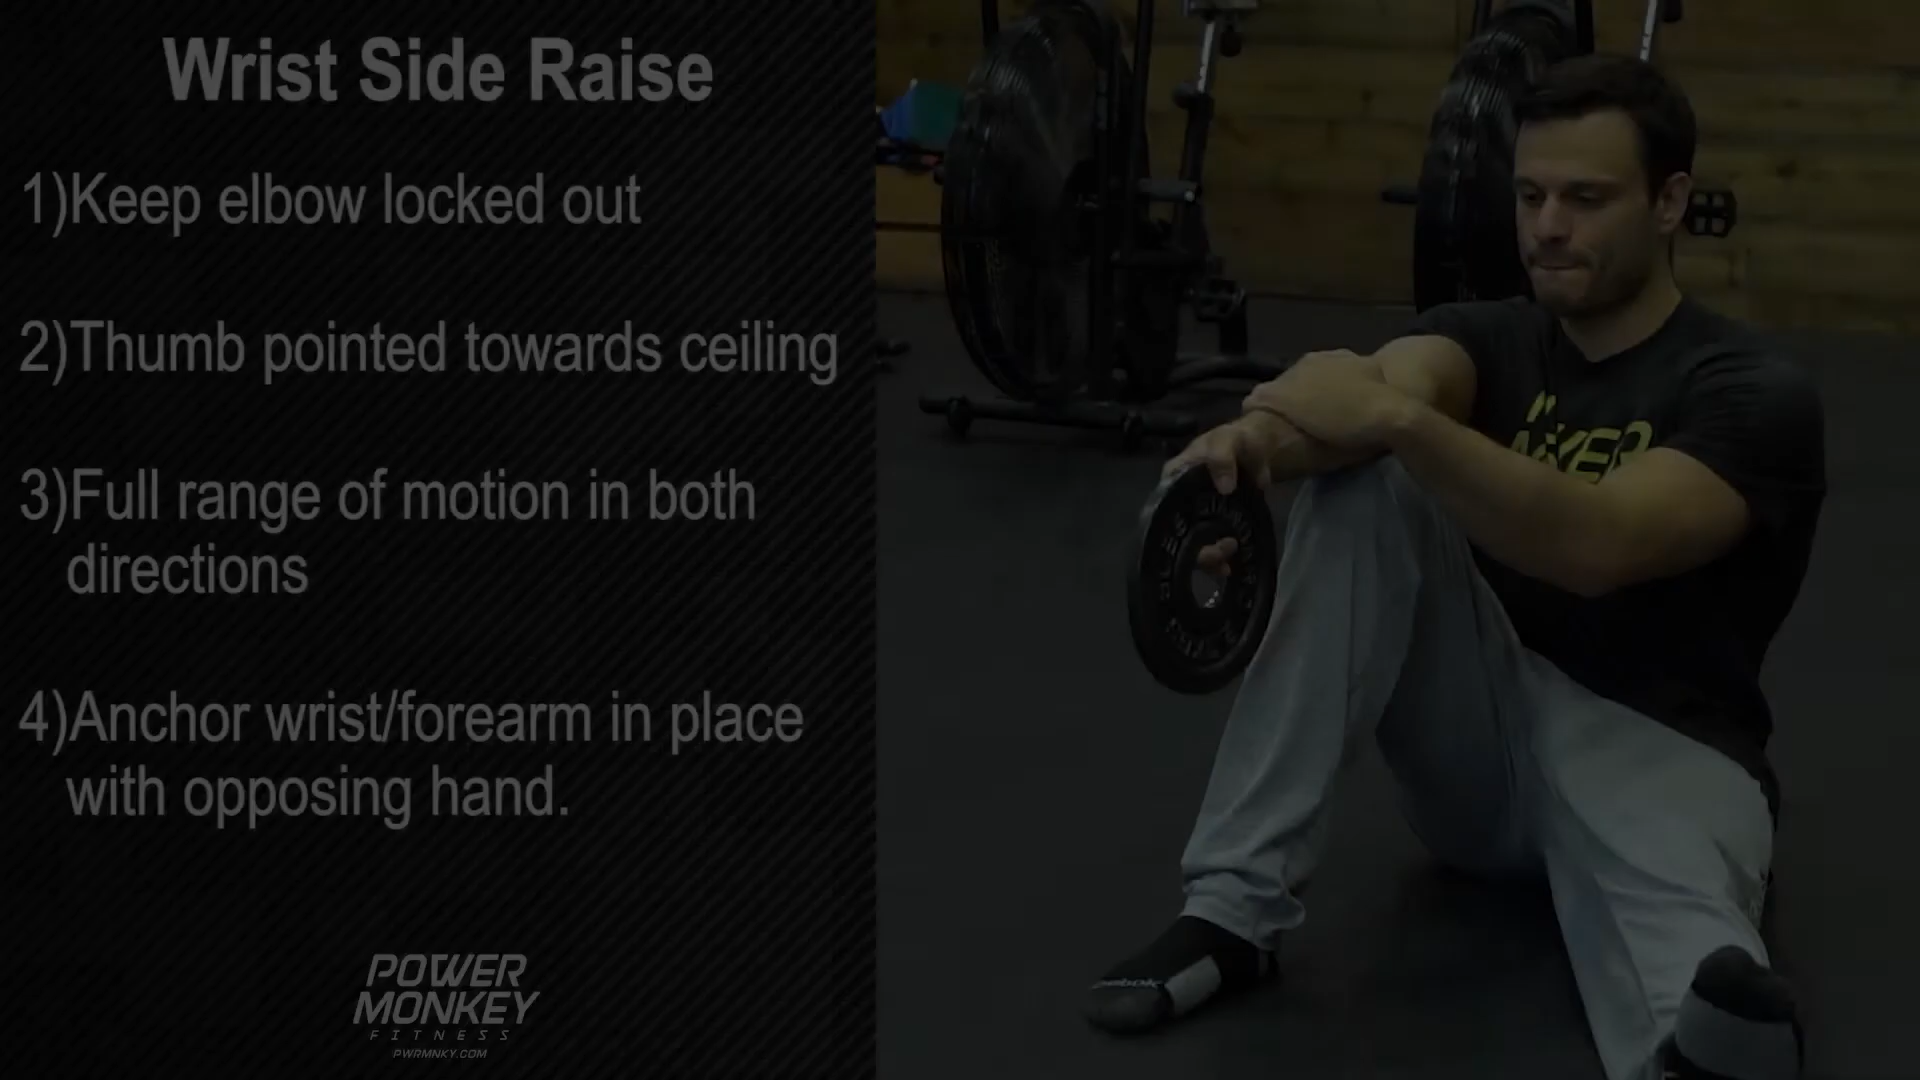 Wrist Side Raise
1)Keep elbow locked out
2)Thumb pointed towards ceiling
3)Full range of motion in both
directions
4)Anchor wrist/forearm in place
with opposing hand.
POWER
MONKEY
FITNESS
PWRMNKY.COM